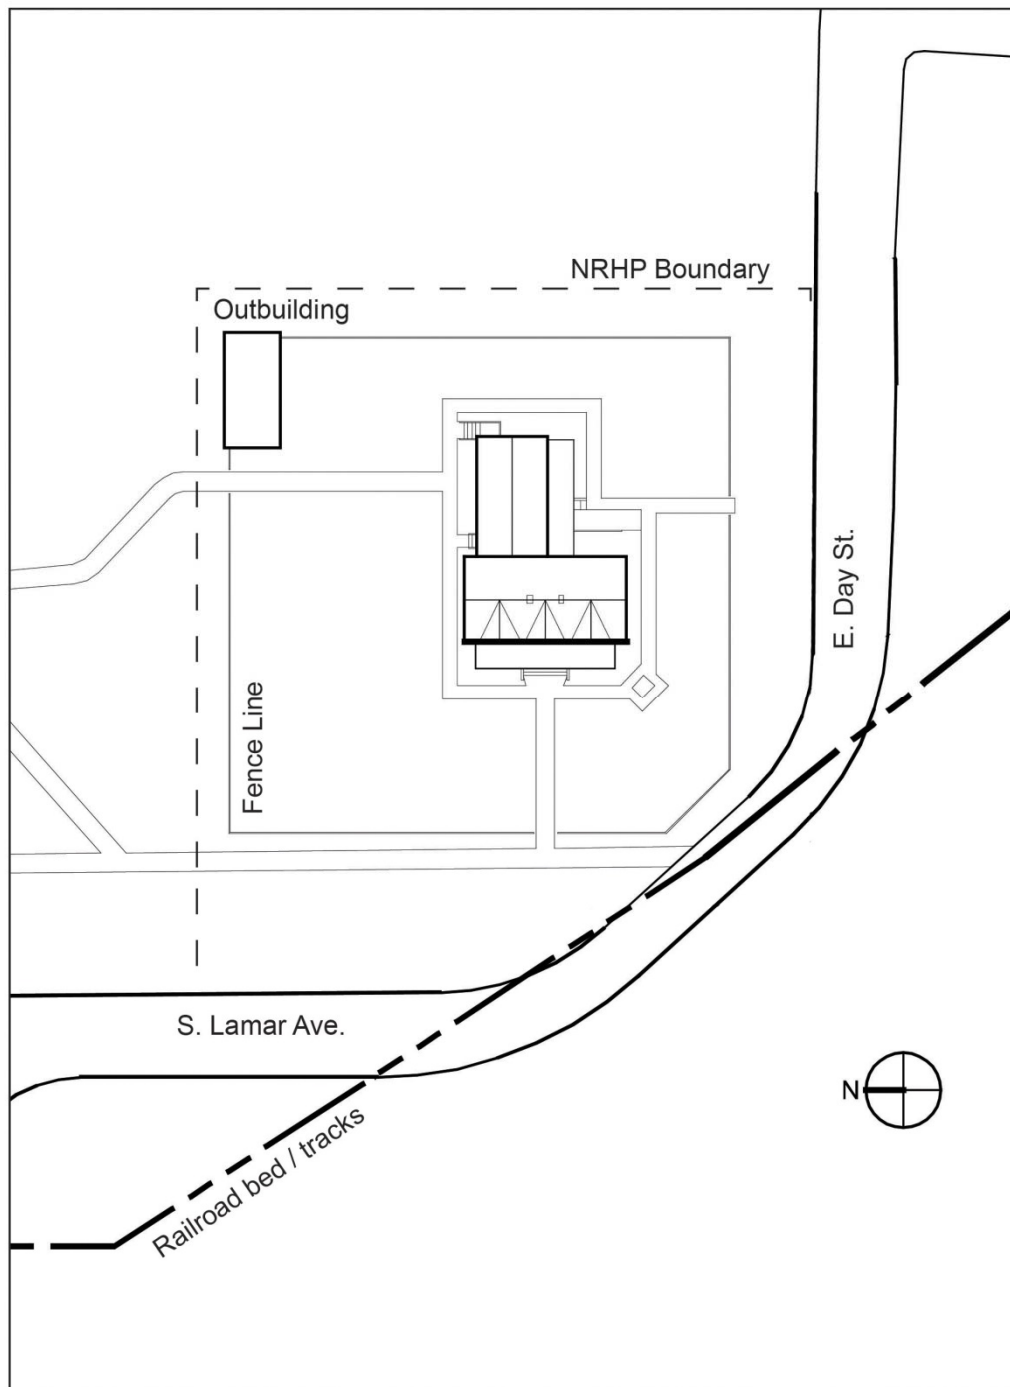 NRHP Boundary
Outbuilding
E. Day St.
Fence Line
S. Lamar Ave.
N
Railroad bed / tracks